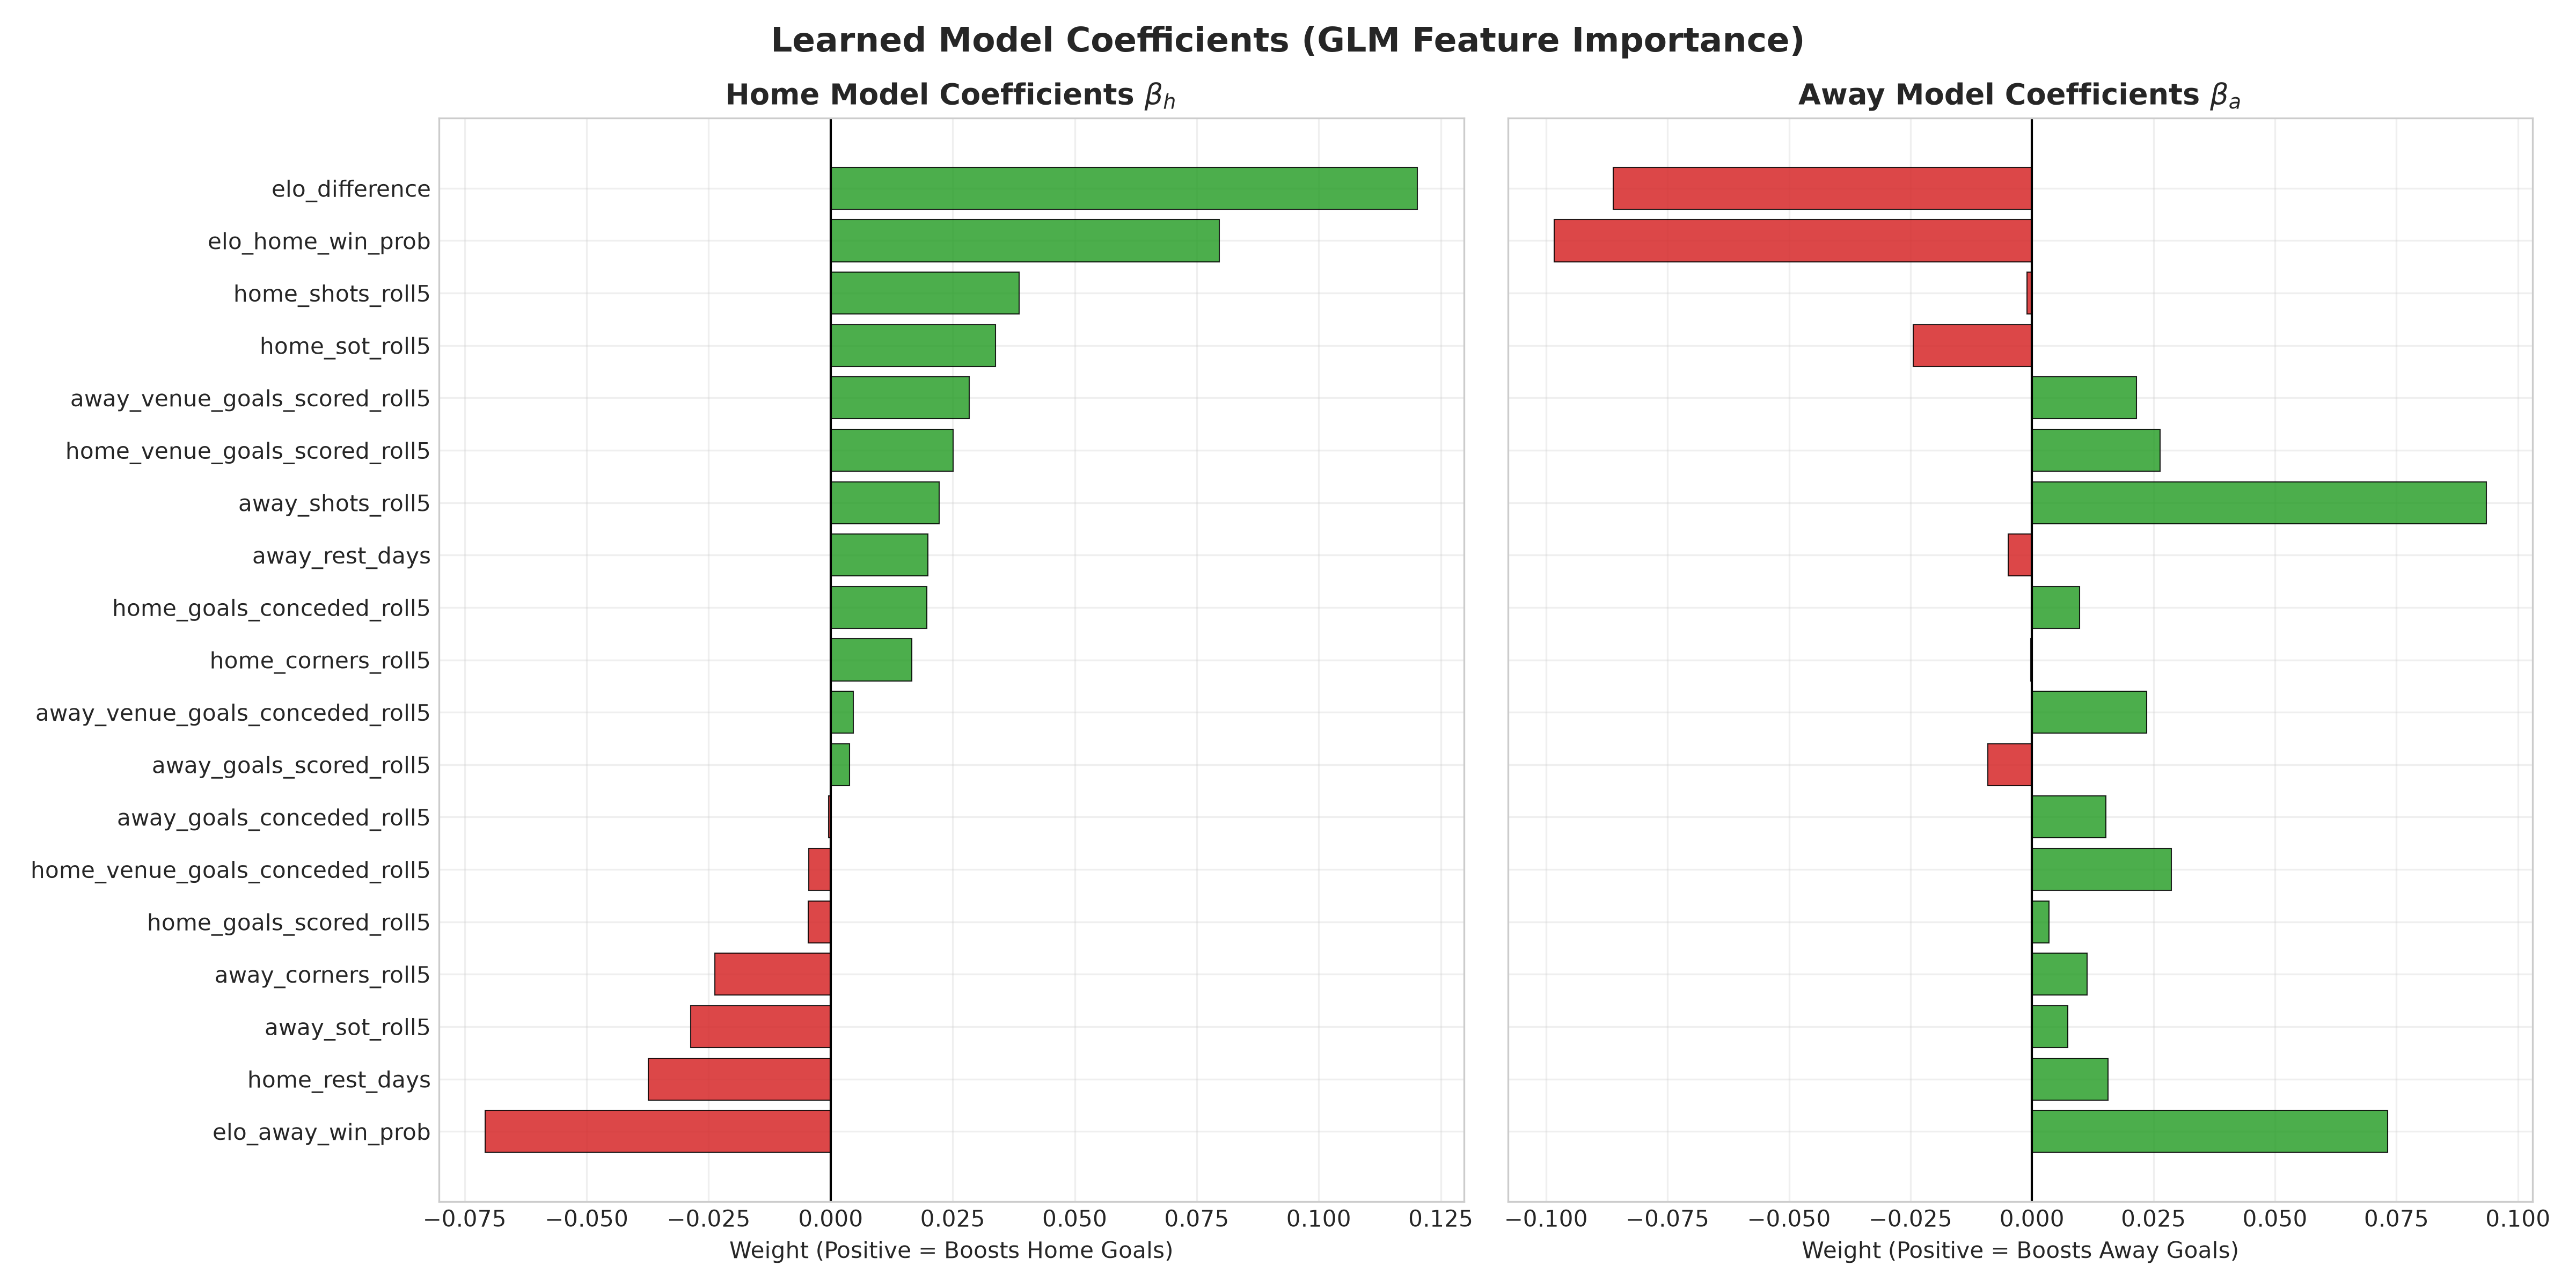 Learned Model Coefficients (GLM Feature Importance)
Home Model Coefficients βₕ
elo_difference
elo_home_win_prob
home_shots_roll5
home_sot_roll5
away_venue_goals_scored_roll5
home_venue_goals_scored_roll5
away_shots_roll5
away_rest_days
home_goals_conceded_roll5
home_corners_roll5
away_venue_goals_conceded_roll5
away_goals_scored_roll5
away_goals_conceded_roll5
home_venue_goals_conceded_roll5
home_goals_scored_roll5
away_corners_roll5
away_sot_roll5
home_rest_days
elo_away_win_prob
−0.075 −0.050 −0.025 0.000 0.025 0.050 0.075 0.100 0.125
Weight (Positive = Boosts Home Goals)
Away Model Coefficients βₐ
−0.100 −0.075 −0.050 −0.025 0.000 0.025 0.050 0.075 0.100
Weight (Positive = Boosts Away Goals)